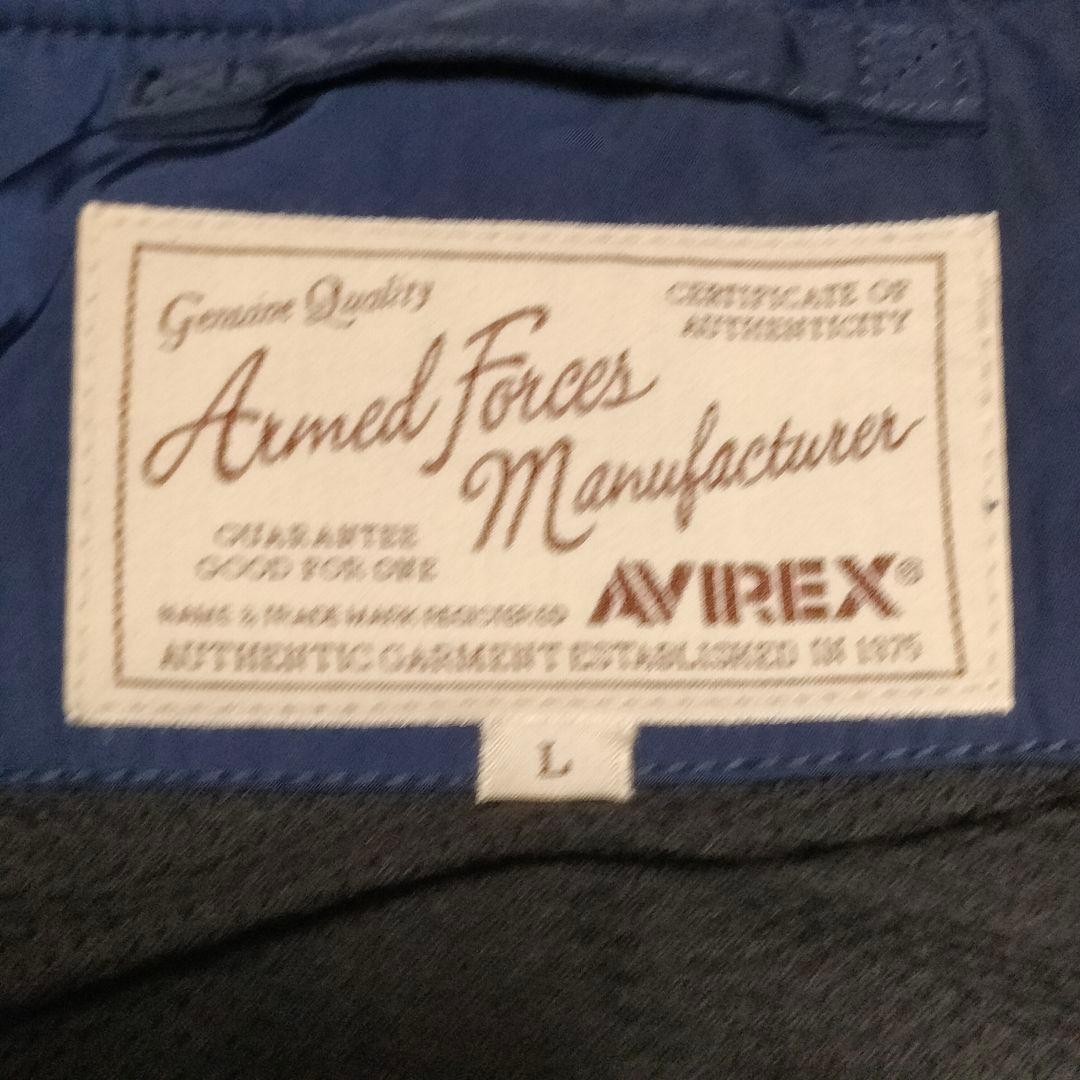 Genuine Quality
CERTIFICATE OF
AUTHENTICITY
Armed Forces
Manufacturer
GUARANTEE
GOOD FOR ONE
AVIREX®
NAME & TRADE MARK REGISTERED
AUTHENTIC GARMENT ESTABLISHED IN 1975
L